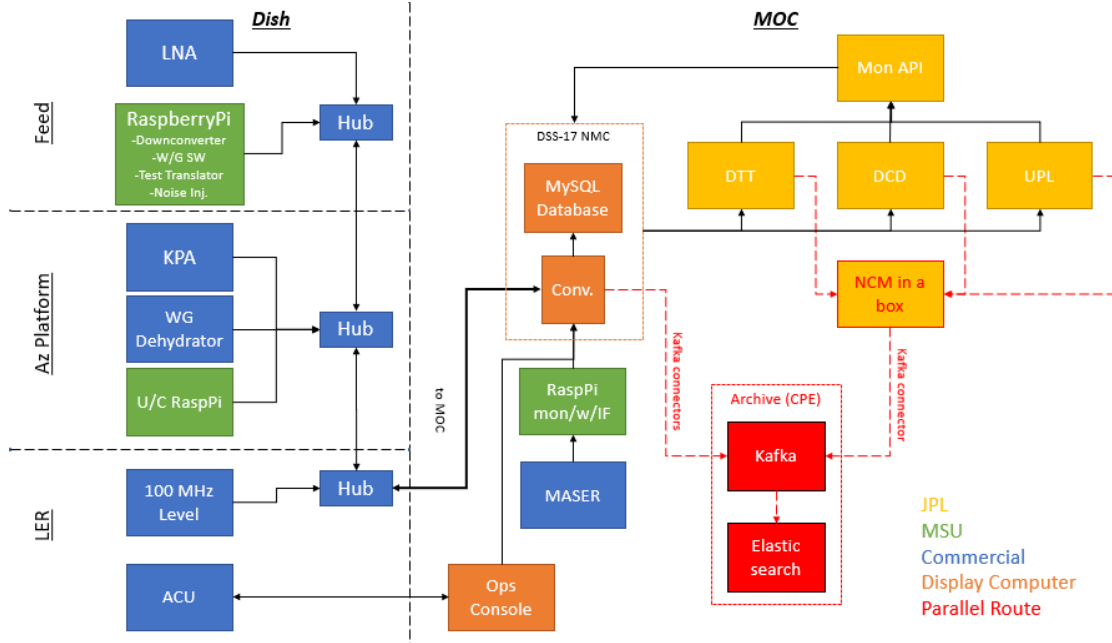 Dish
MOC
Feed
LNA
RaspberryPi
-Downconverter
-W/G SW
-Test Translator
-Noise Inj.
Hub
Az Platform
KPA
WG
Dehydrator
U/C RaspPi
Hub
LER
100 MHz
Level
Hub
ACU
to MOC
Mon API
DSS-17 NMC
MySQL
Database
Conv.
DTT
DCD
UPL
NCM in a
box
Kafka connectors
Kafka connector
RaspPi
mon/w/IF
MASER
Ops
Console
Archive (CPE)
Kafka
Elastic
search
JPL
MSU
Commercial
Display Computer
Parallel Route